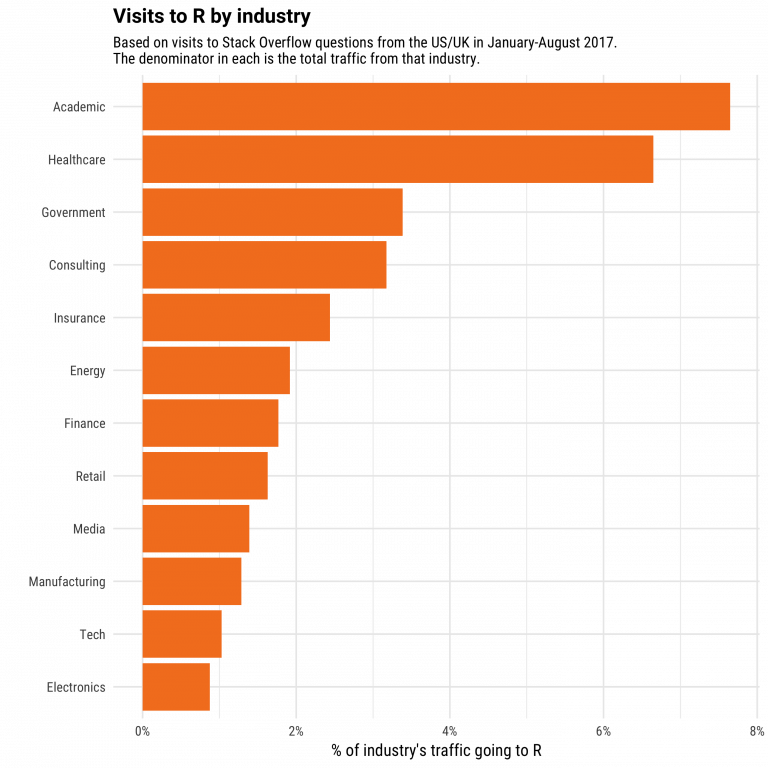 Visits to R by industry
Based on visits to Stack Overflow questions from the US/UK in January-August 2017.
The denominator in each is the total traffic from that industry.
Academic
Healthcare
Government
Consulting
Insurance
Energy
Finance
Retail
Media
Manufacturing
Tech
Electronics
0% 2% 4% 6% 8%
% of industry's traffic going to R